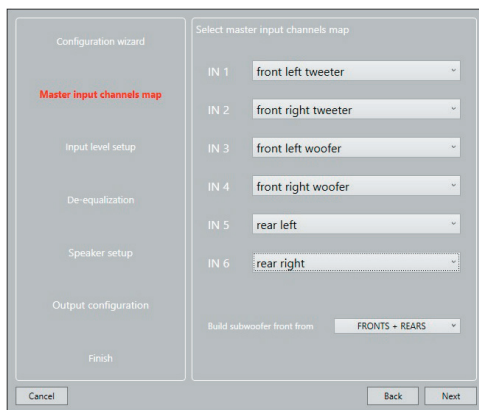 Configuration wizard
Master input channels map
Input level setup
De-equalization
Speaker setup
Output configuration
Finish
Select master input channels map
IN 1 front left tweeter
IN 2 front right tweeter
IN 3 front left woofer
IN 4 front right woofer
IN 5 rear left
IN 6 rear right
Build subwoofer front from FRONTS + REARS
Cancel Back Next